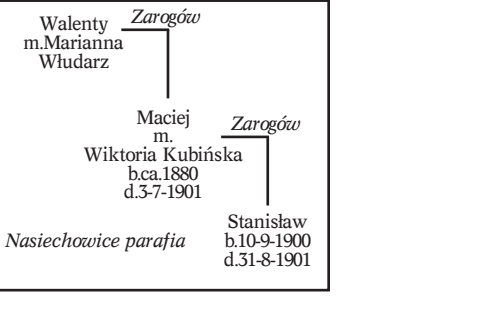 Walenty
Zarogów
m.Marianna
Włudarz
Maciej
m.
Zarogów
Wiktoria Kubińska
b.ca.1880
d.3-7-1901
Stanisław
Nasiechowice parafia
b.10-9-1900
d.31-8-1901